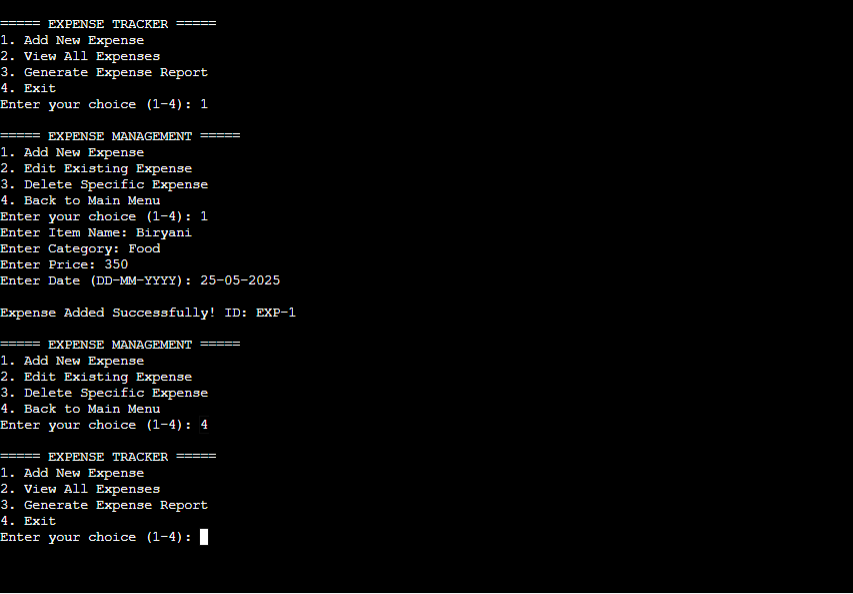 ===== EXPENSE TRACKER =====
1. Add New Expense
2. View All Expenses
3. Generate Expense Report
4. Exit
Enter your choice (1-4): 1
===== EXPENSE MANAGEMENT =====
1. Add New Expense
2. Edit Existing Expense
3. Delete Specific Expense
4. Back to Main Menu
Enter your choice (1-4): 1
Enter Item Name: Biryani
Enter Category: Food
Enter Price: 350
Enter Date (DD-MM-YYYY): 25-05-2025
Expense Added Successfully! ID: EXP-1
===== EXPENSE MANAGEMENT =====
1. Add New Expense
2. Edit Existing Expense
3. Delete Specific Expense
4. Back to Main Menu
Enter your choice (1-4): 4
===== EXPENSE TRACKER =====
1. Add New Expense
2. View All Expenses
3. Generate Expense Report
4. Exit
Enter your choice (1-4):